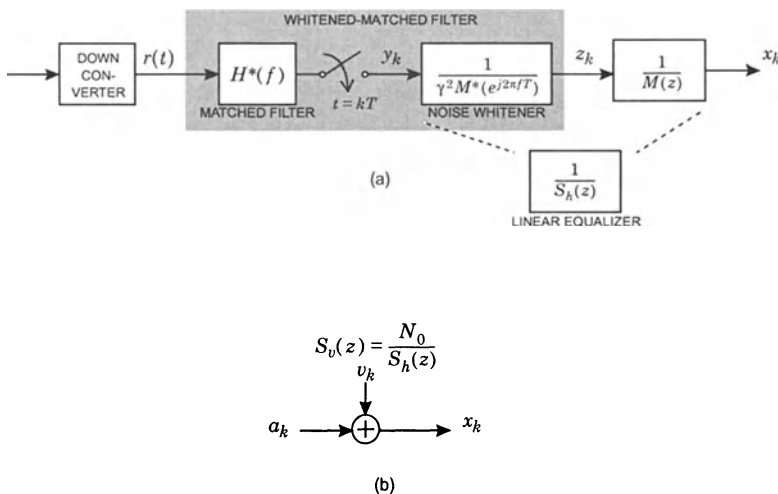 WHITENED-MATCHED FILTER
DOWN
CON-
VERTER
r(t)
H*(f)
MATCHED FILTER
t = kT
y_k
1
γ²M*(e^{j2πfT})
NOISE WHITENER
z_k
1
M(z)
x_k
(a)
1
S_h(z)
LINEAR EQUALIZER
S_v(z) = N_0 / S_h(z)
v_k
a_k
+
x_k
(b)